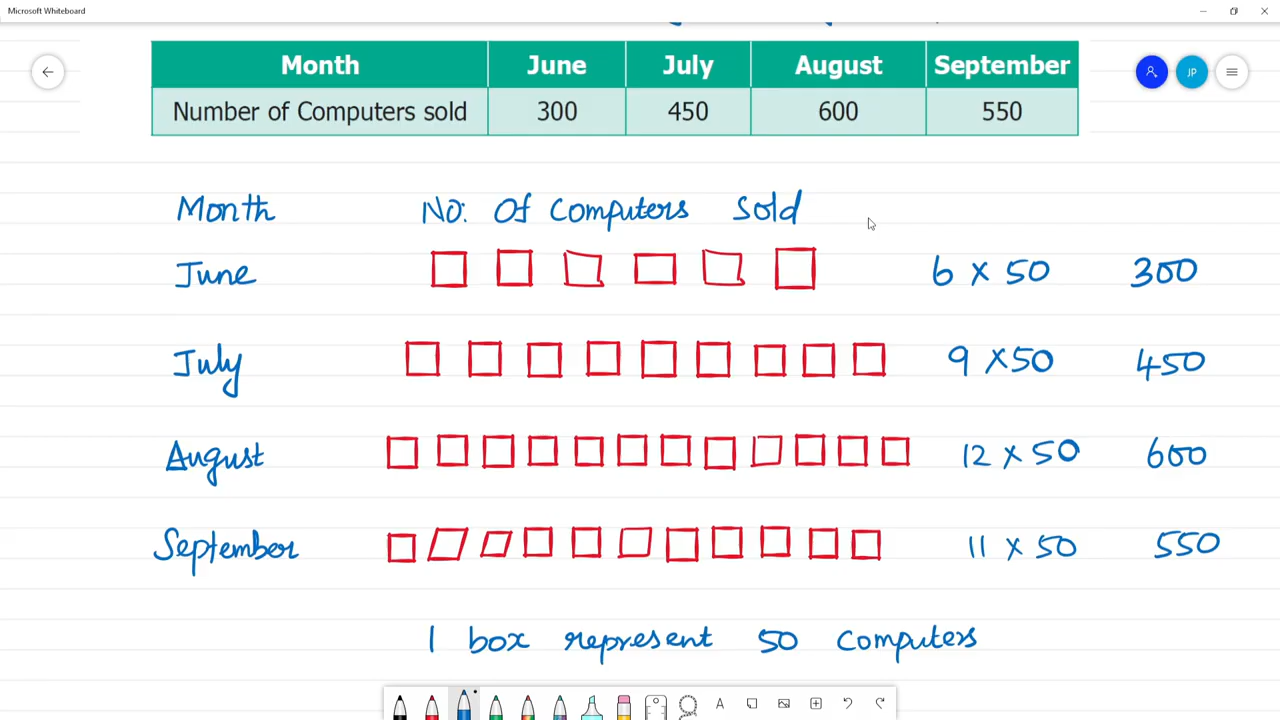 Microsoft Whiteboard
JP
Month June July August September
Number of Computers sold 300 450 600 550
Month No: Of Computers Sold
June 6 x 50 300
July 9 x 50 450
August 12 x 50 600
September 11 x 50 550
1 box represent 50 computers
A